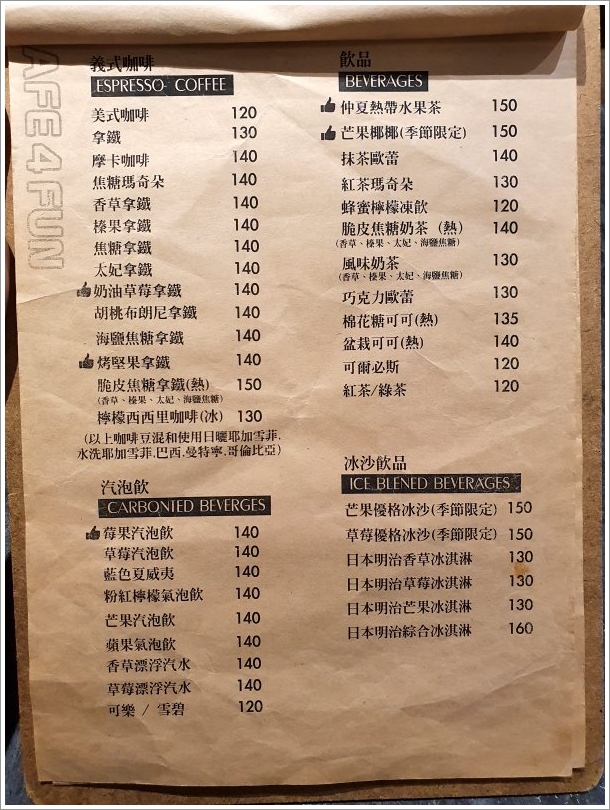 AFE4FUN
義式咖啡
ESPRESSO- COFFEE
美式咖啡 120
拿鐵 130
摩卡咖啡 140
焦糖瑪奇朵 140
香草拿鐵 140
榛果拿鐵 140
焦糖拿鐵 140
太妃拿鐵 140
奶油草莓拿鐵 140
胡桃布朗尼拿鐵 140
海鹽焦糖拿鐵 140
烤堅果拿鐵 140
脆皮焦糖拿鐵(熱) 150
(香草、榛果、太妃、海鹽焦糖)
檸檬西西里咖啡(冰) 130
(以上咖啡豆混和使用日曬耶加雪菲.
水洗耶加雪菲.巴西.曼特寧.哥倫比亞)
汽泡飲
CARBONTED BEVERGES
莓果汽泡飲 140
草莓汽泡飲 140
藍色夏威夷 140
粉紅檸檬氣泡飲 140
芒果汽泡飲 140
蘋果氣泡飲 140
香草漂浮汽水 140
草莓漂浮汽水 140
可樂 / 雪碧 120
飲品
BEVERAGES
仲夏熱帶水果茶 150
芒果椰椰(季節限定) 150
抹茶歐蕾 140
紅茶瑪奇朵 130
蜂蜜檸檬凍飲 120
脆皮焦糖奶茶 (熱) 140
(香草、榛果、太妃、海鹽焦糖)
風味奶茶 130
(香草、榛果、太妃、海鹽焦糖)
巧克力歐蕾 130
棉花糖可可(熱) 135
盆栽可可(熱) 140
可爾必斯 120
紅茶/綠茶 120
冰沙飲品
ICE BLENED BEVERAGES
芒果優格冰沙(季節限定) 150
草莓優格冰沙(季節限定) 150
日本明治香草冰淇淋 130
日本明治草莓冰淇淋 130
日本明治芒果冰淇淋 130
日本明治綜合冰淇淋 160